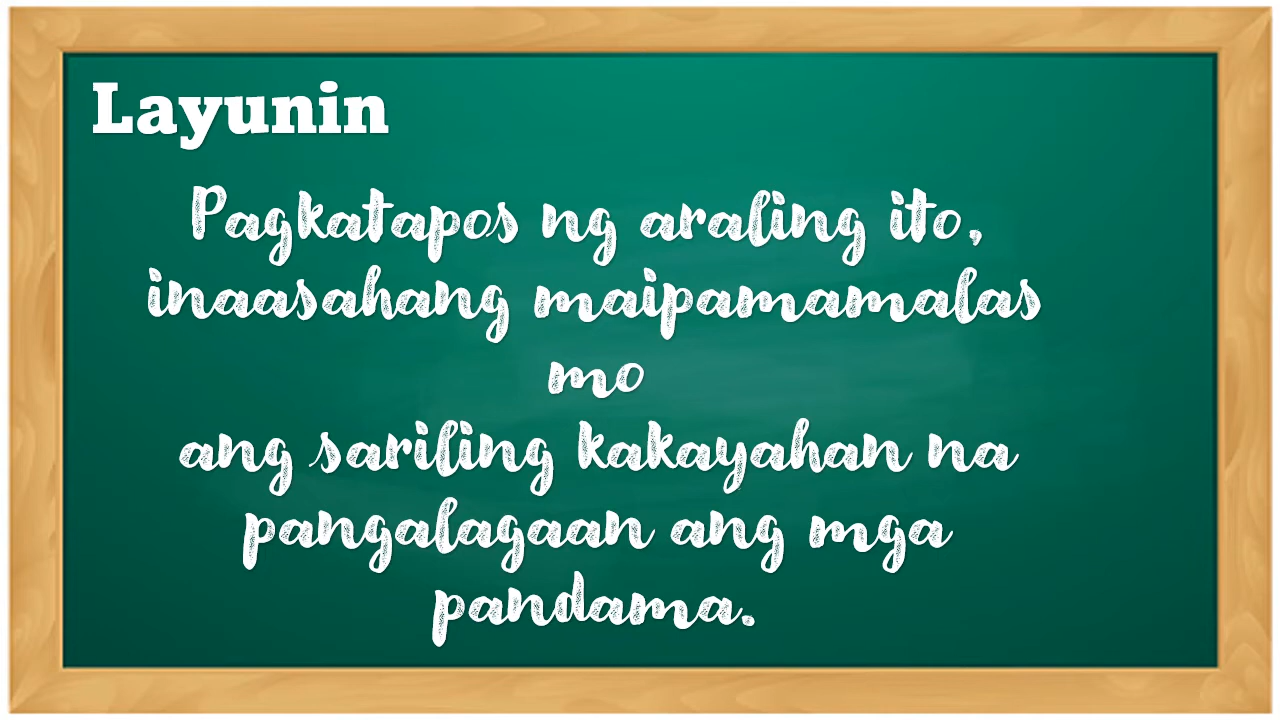 Layunin
Pagkatapos ng araling ito,
inaasahang maipamamalas
mo
ang sariling kakayahan na
pangalagaan ang mga
pandama.